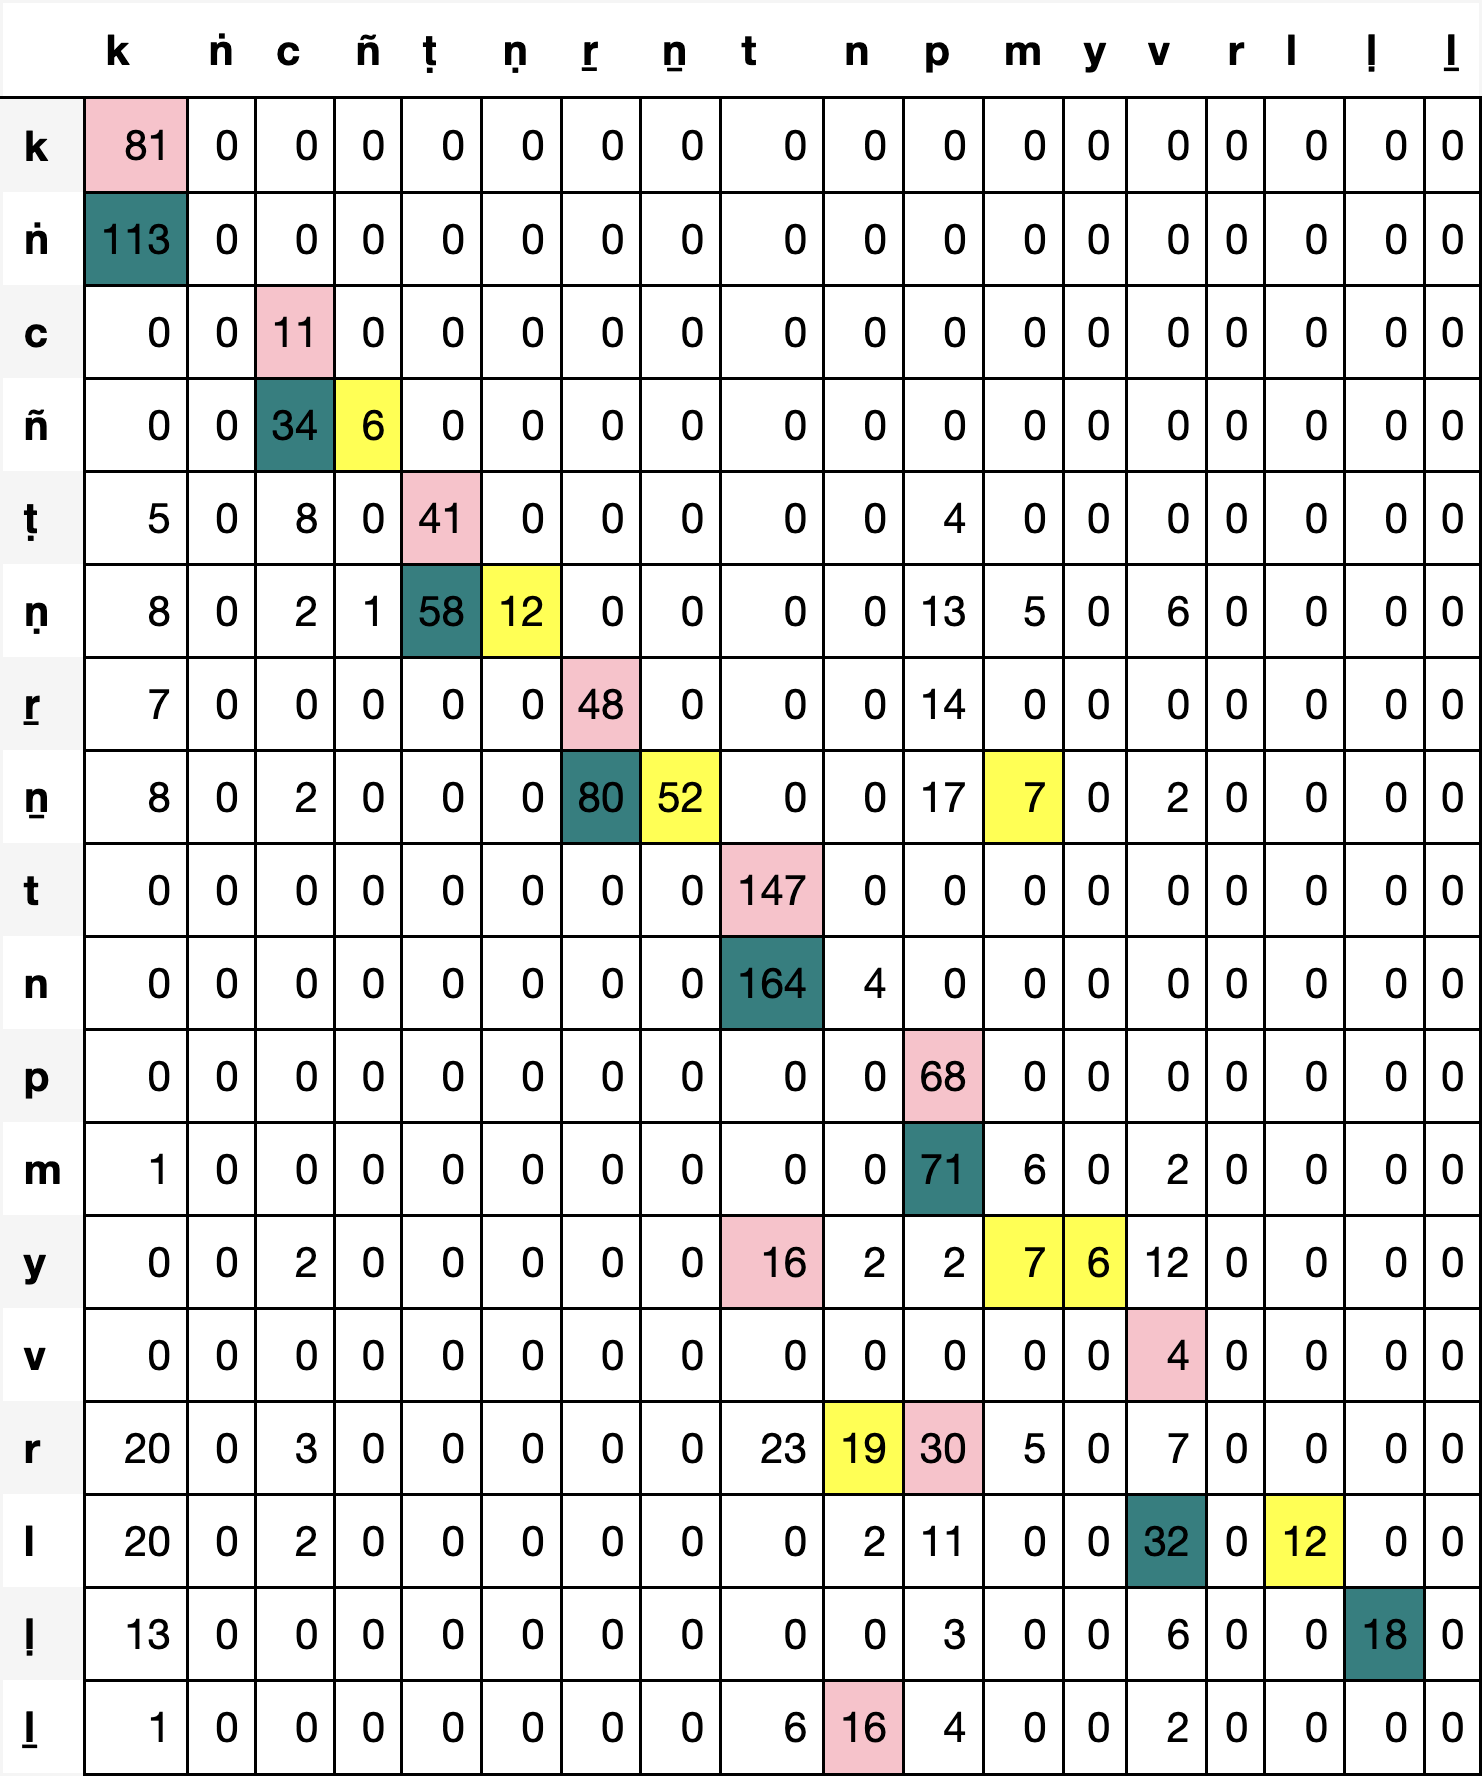 k ṅ c ñ ṭ ṇ ṟ ṉ t n p m y v r l ḷ ḻ
k 81 0 0 0 0 0 0 0 0 0 0 0 0 0 0 0 0 0
ṅ 113 0 0 0 0 0 0 0 0 0 0 0 0 0 0 0 0 0
c 0 0 11 0 0 0 0 0 0 0 0 0 0 0 0 0 0 0
ñ 0 0 34 6 0 0 0 0 0 0 0 0 0 0 0 0 0 0
ṭ 5 0 8 0 41 0 0 0 0 0 4 0 0 0 0 0 0 0
ṇ 8 0 2 1 58 12 0 0 0 0 13 5 0 6 0 0 0 0
ṟ 7 0 0 0 0 0 48 0 0 0 14 0 0 0 0 0 0 0
ṉ 8 0 2 0 0 0 80 52 0 0 17 7 0 2 0 0 0 0
t 0 0 0 0 0 0 0 0 147 0 0 0 0 0 0 0 0 0
n 0 0 0 0 0 0 0 0 164 4 0 0 0 0 0 0 0 0
p 0 0 0 0 0 0 0 0 0 0 68 0 0 0 0 0 0 0
m 1 0 0 0 0 0 0 0 0 0 71 6 0 2 0 0 0 0
y 0 0 2 0 0 0 0 0 16 2 2 7 6 12 0 0 0 0
v 0 0 0 0 0 0 0 0 0 0 0 0 0 4 0 0 0 0
r 20 0 3 0 0 0 0 0 23 19 30 5 0 7 0 0 0 0
l 20 0 2 0 0 0 0 0 0 2 11 0 0 32 0 12 0 0
ḷ 13 0 0 0 0 0 0 0 0 0 3 0 0 6 0 0 18 0
ḻ 1 0 0 0 0 0 0 0 6 16 4 0 0 2 0 0 0 0